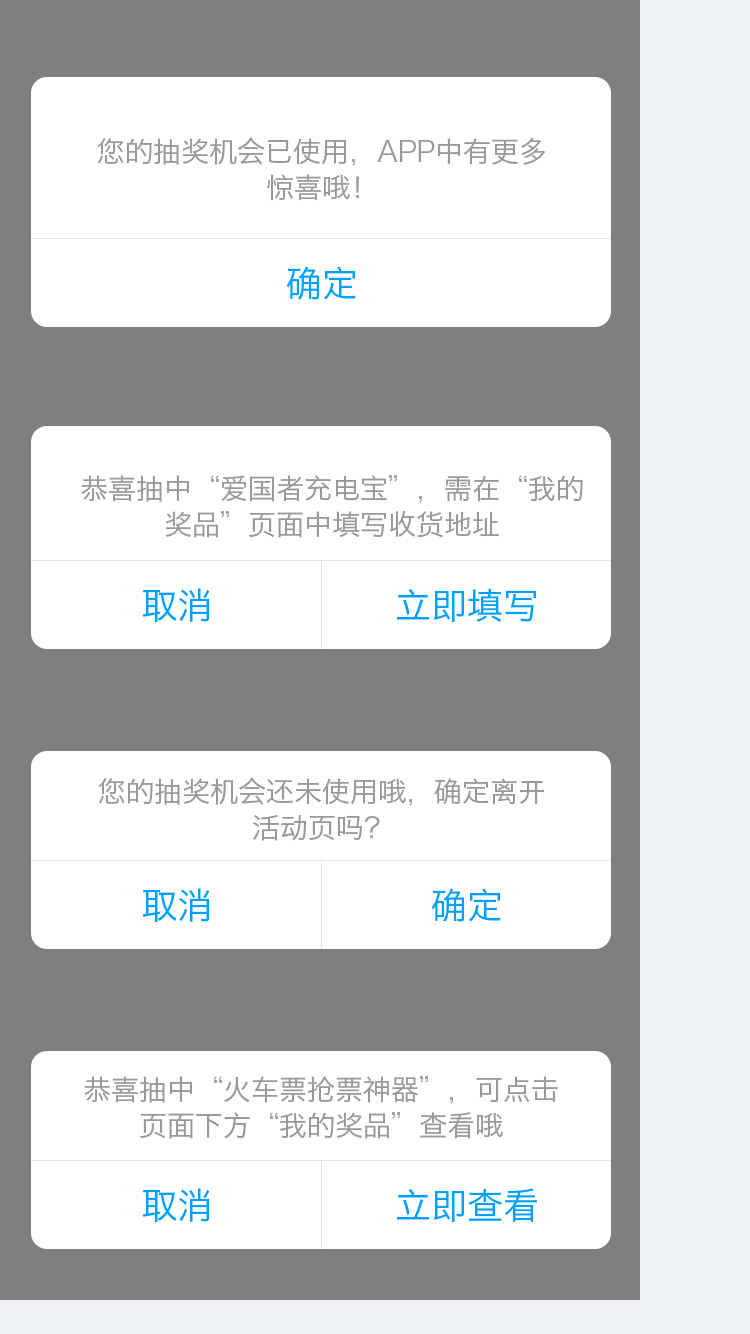 您的抽奖机会已使用，APP中有更多
惊喜哦！
确定
恭喜抽中“爱国者充电宝”，需在“我的
奖品”页面中填写收货地址
取消
立即填写
您的抽奖机会还未使用哦，确定离开
活动页吗？
取消
确定
恭喜抽中“火车票抢票神器”，可点击
页面下方“我的奖品”查看哦
取消
立即查看